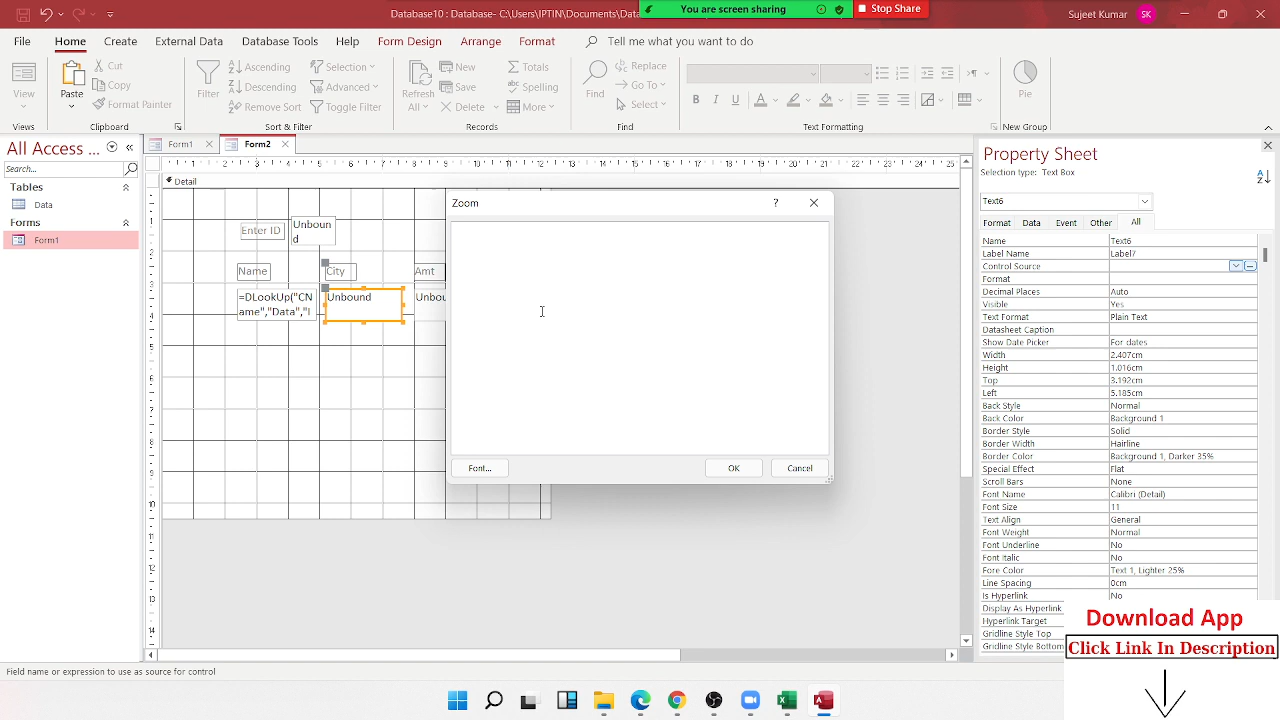 Database10 : Database- C:\Users\IPTIN\Documents\Data
You are screen sharing
Stop Share
Sujeet Kumar
SK
File
Home
Create
External Data
Database Tools
Help
Form Design
Arrange
Format
Tell me what you want to do
View
Views
Paste
Cut
Copy
Format Painter
Clipboard
Filter
Ascending
Descending
Remove Sort
Selection
Advanced
Toggle Filter
Sort & Filter
Refresh
All
New
Save
Delete
Totals
Spelling
More
Records
Find
Replace
Go To
Select
Find
B I U A
Text Formatting
Pie
New Group
All Access ...
Search...
Tables
Data
Forms
Form1
Form1
Form2
Detail
Enter ID
Unboun
d
Name
City
Amt
=DLookUp("CN
ame","Data","I
Unbound
Unbou
Zoom
Font...
OK
Cancel
Property Sheet
Selection type: Text Box
Text6
Format Data Event Other All
Name Text6
Label Name Label7
Control Source
Format
Decimal Places Auto
Visible Yes
Text Format Plain Text
Datasheet Caption
Show Date Picker For dates
Width 2.407cm
Height 1.016cm
Top 3.192cm
Left 5.185cm
Back Style Normal
Back Color Background 1
Border Style Solid
Border Width Hairline
Border Color Background 1, Darker 35%
Special Effect Flat
Scroll Bars None
Font Name Calibri (Detail)
Font Size 11
Text Align General
Font Weight Normal
Font Underline No
Font Italic No
Fore Color Text 1, Lighter 25%
Line Spacing 0cm
Is Hyperlink No
Display As Hyperlink
Hyperlink Target
Gridline Style Top
Gridline Style Bottom
Download App
Click Link In Description
Field name or expression to use as source for control